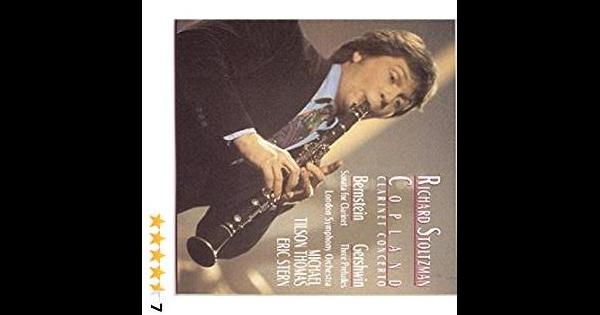 RICHARD STOLTZMAN
COPLAND
CLARINET CONCERTO
Bernstein
Sonata for Clarinet
Gershwin
Three Preludes
London Symphony Orchestra
MICHAEL
TILSON THOMAS
ERIC STERN
7